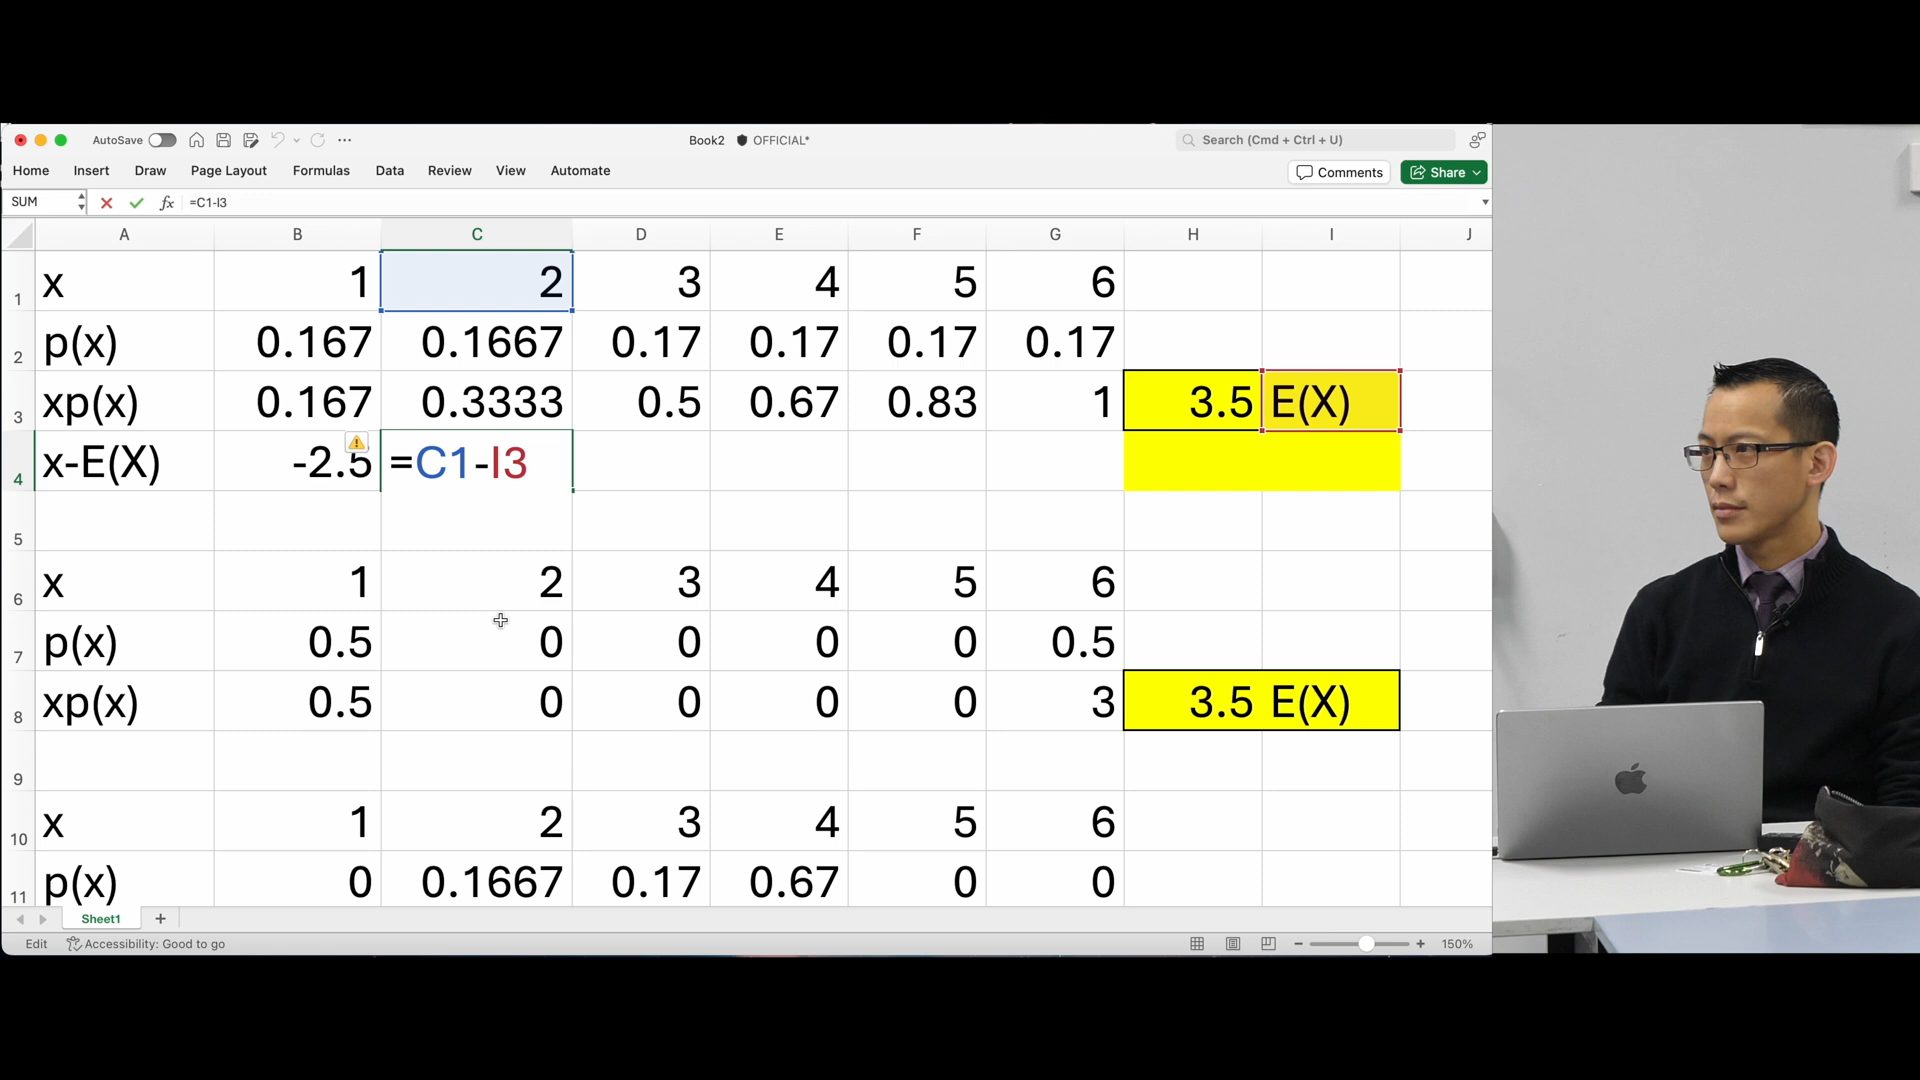 AutoSave Book2 OFFICIAL* Search (Cmd + Ctrl + U)
Home Insert Draw Page Layout Formulas Data Review View Automate Comments Share
SUM fx =C1-I3
A B C D E F G H I J
1 x 1 2 3 4 5 6
2 p(x) 0.167 0.1667 0.17 0.17 0.17 0.17
3 xp(x) 0.167 0.3333 0.5 0.67 0.83 1 3.5 E(X)
4 x-E(X) -2.5 =C1-I3
5
6 x 1 2 3 4 5 6
7 p(x) 0.5 0 0 0 0 0.5
8 xp(x) 0.5 0 0 0 0 3 3.5 E(X)
9
10 x 1 2 3 4 5 6
11 p(x) 0 0.1667 0.17 0.67 0 0
Sheet1
Edit Accessibility: Good to go 150%